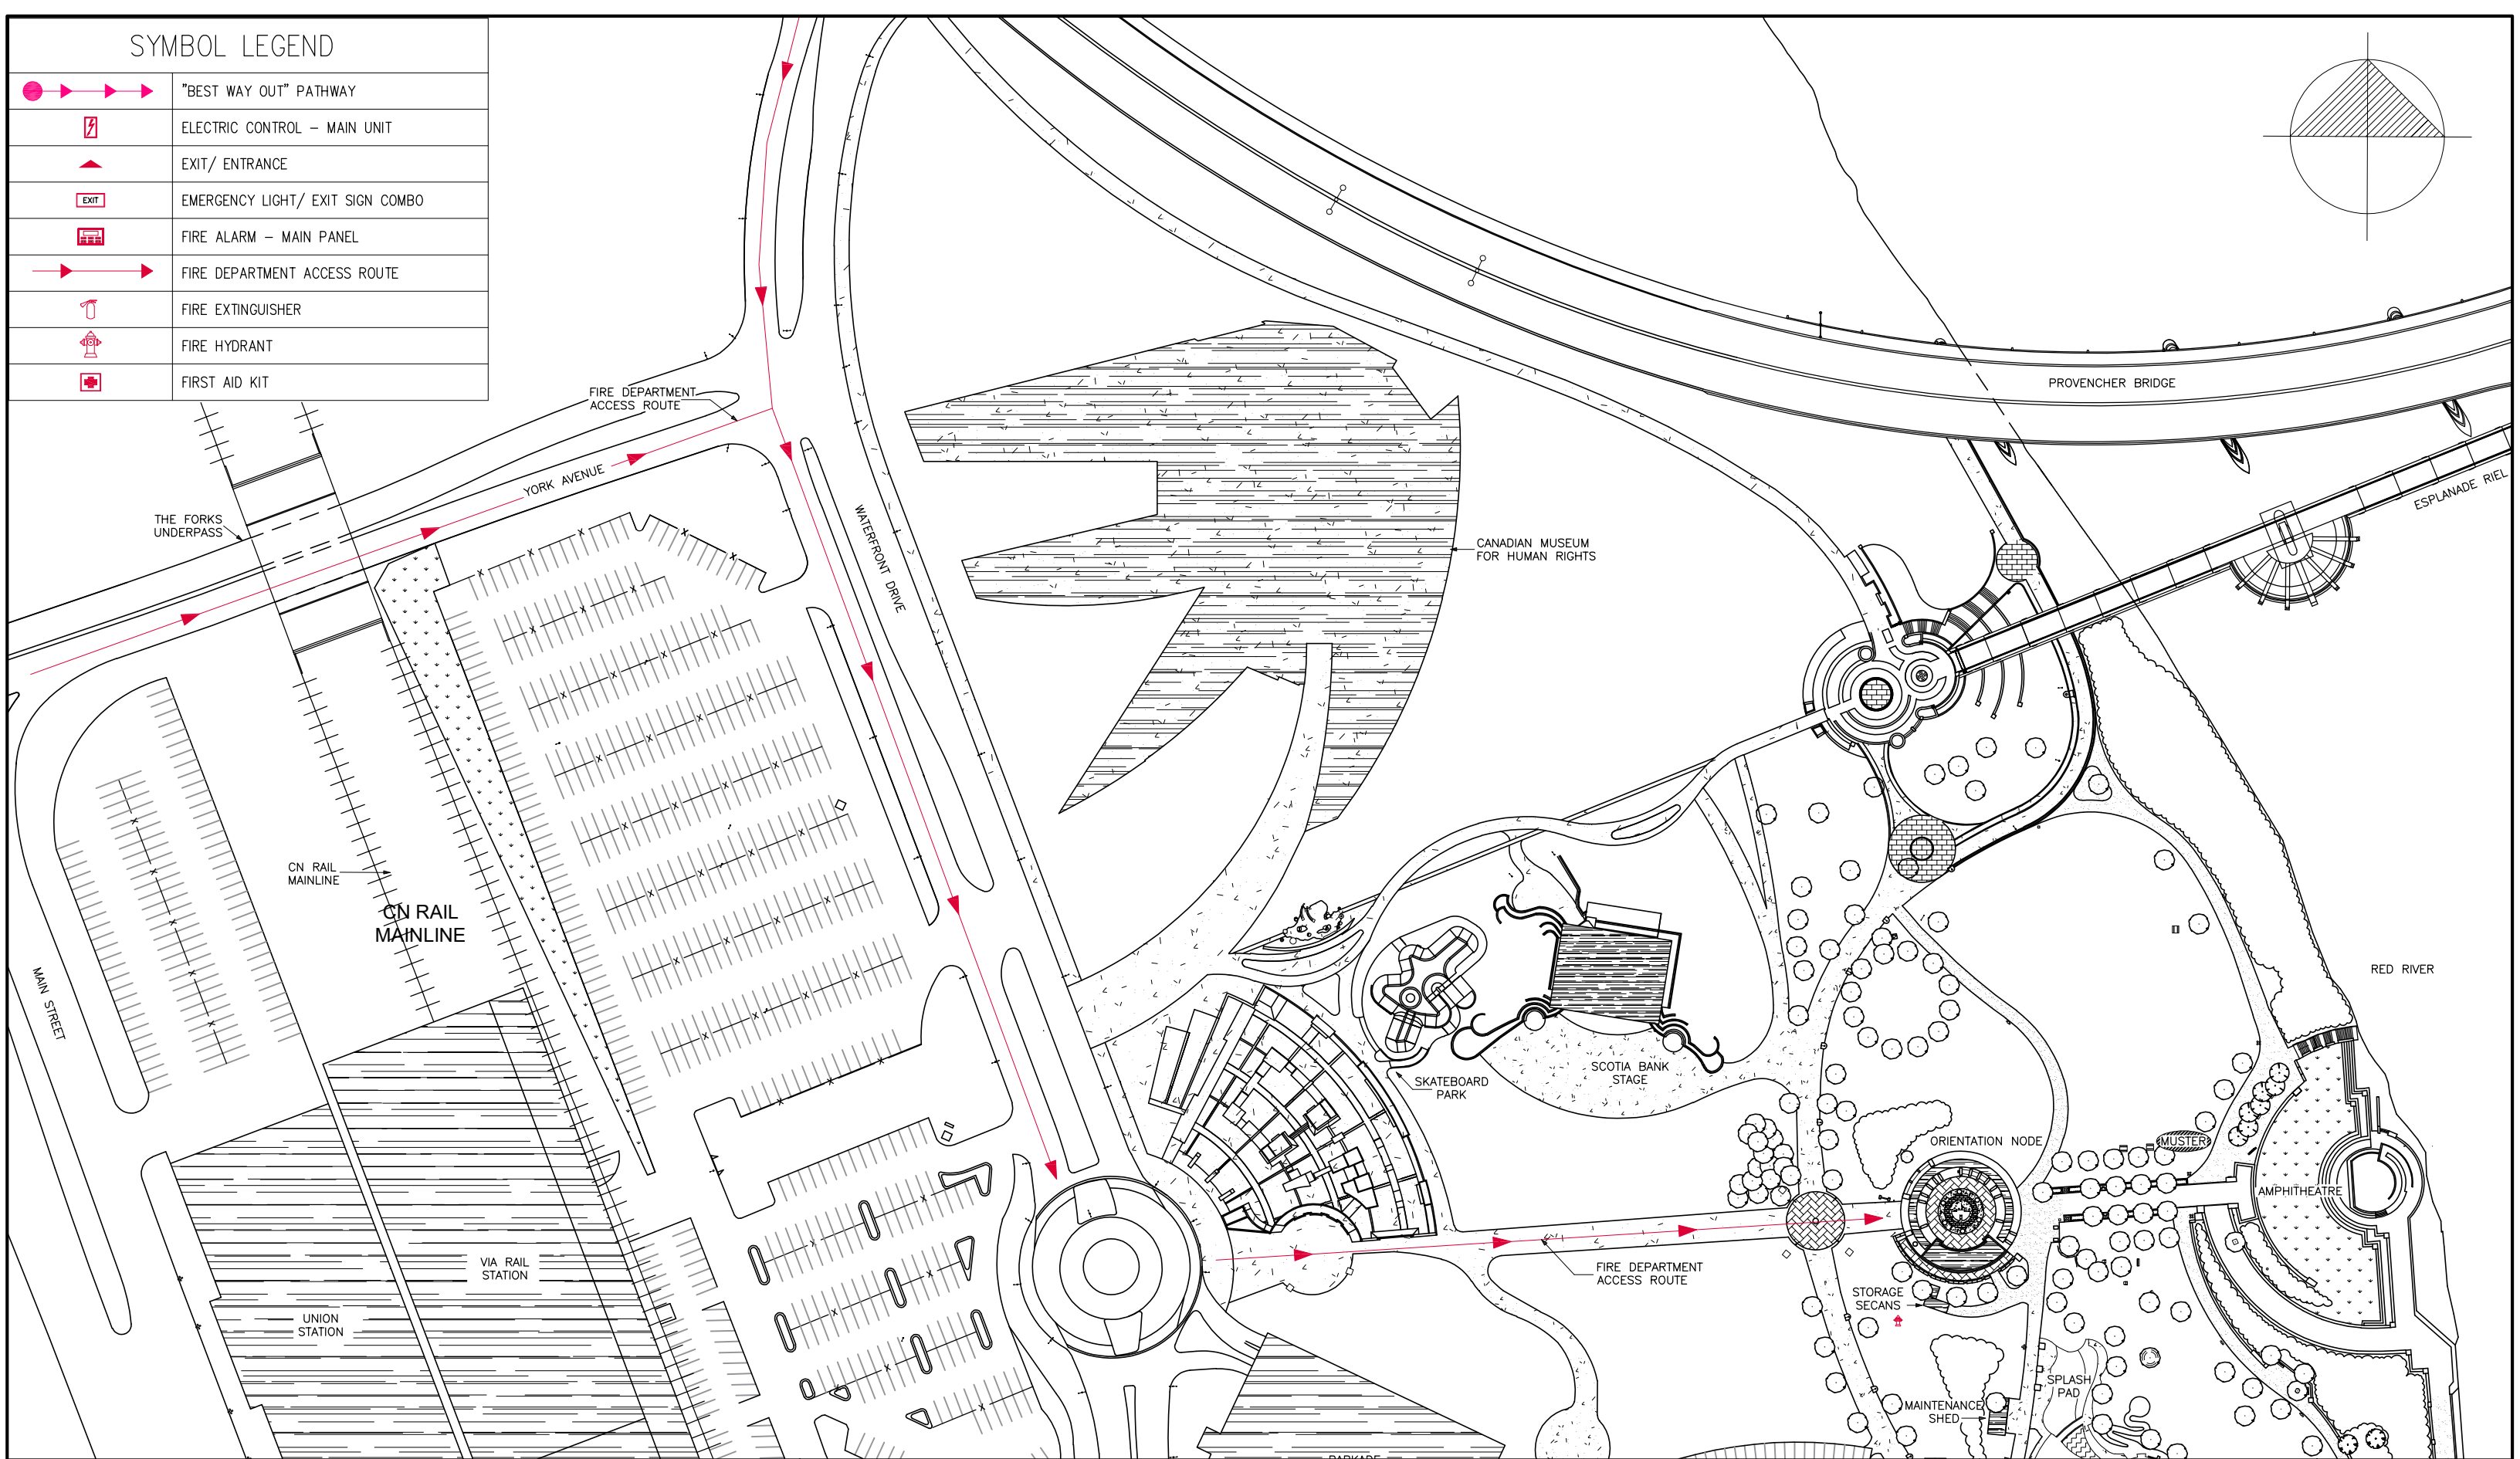 SYMBOL LEGEND
"BEST WAY OUT" PATHWAY
ELECTRIC CONTROL – MAIN UNIT
EXIT/ ENTRANCE
EXIT
EMERGENCY LIGHT/ EXIT SIGN COMBO
FIRE ALARM – MAIN PANEL
FIRE DEPARTMENT ACCESS ROUTE
FIRE EXTINGUISHER
FIRE HYDRANT
FIRST AID KIT
FIRE DEPARTMENT
ACCESS ROUTE
YORK AVENUE
THE FORKS
UNDERPASS
WATERFRONT DRIVE
CANADIAN MUSEUM
FOR HUMAN RIGHTS
PROVENCHER BRIDGE
ESPLANADE RIEL
CN RAIL
MAINLINE
CN RAIL
MAINLINE
MAIN STREET
RED RIVER
SKATEBOARD
PARK
SCOTIA BANK
STAGE
ORIENTATION NODE
MUSTER
AMPHITHEATRE
VIA RAIL
STATION
UNION
STATION
FIRE DEPARTMENT
ACCESS ROUTE
STORAGE
SECANS
SPLASH
PAD
MAINTENANCE
SHED
PARKADE